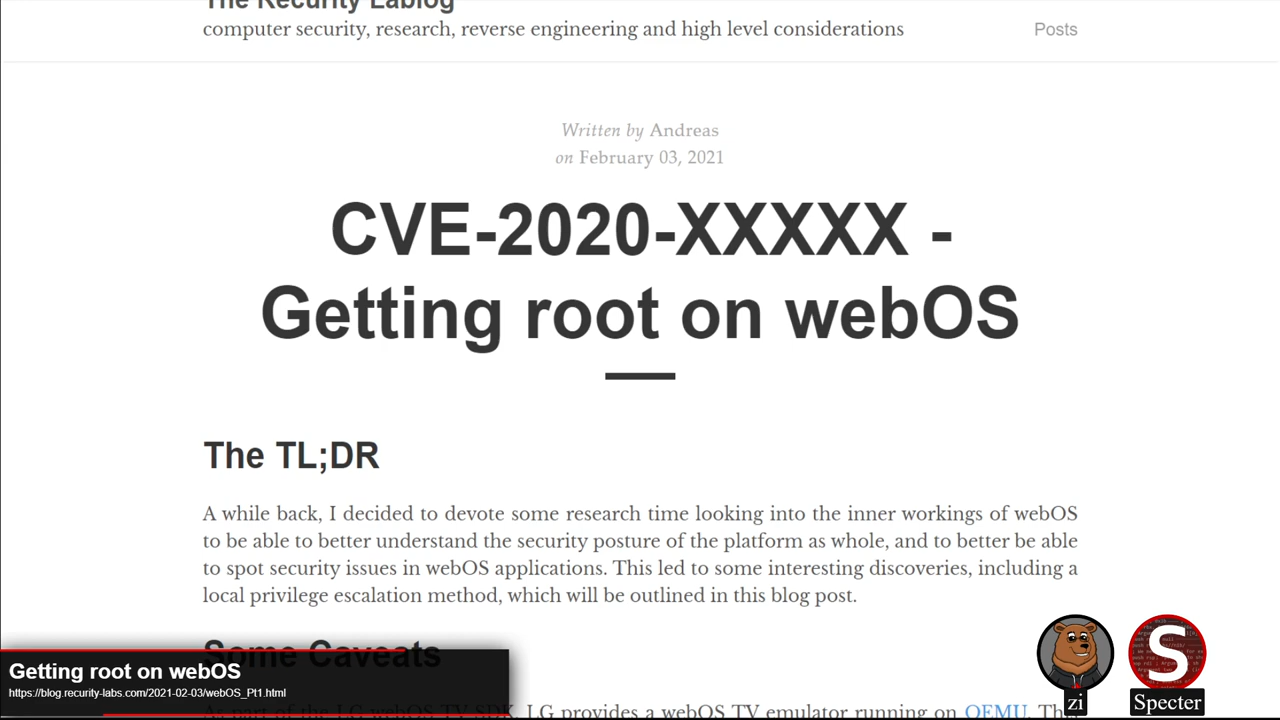 The Recurity Lablog
computer security, research, reverse engineering and high level considerations
Posts
Written by Andreas
on February 03, 2021
CVE-2020-XXXXX -
Getting root on webOS
The TL;DR
A while back, I decided to devote some research time looking into the inner workings of webOS
to be able to better understand the security posture of the platform as whole, and to better be able
to spot security issues in webOS applications. This led to some interesting discoveries, including a
local privilege escalation method, which will be outlined in this blog post.
Some Caveats
As part of the LG webOS TV SDK, LG provides a webOS TV emulator running on QEMU.
Getting root on webOS
https://blog.recurity-labs.com/2021-02-03/webOS_Pt1.html
zi
S
Specter